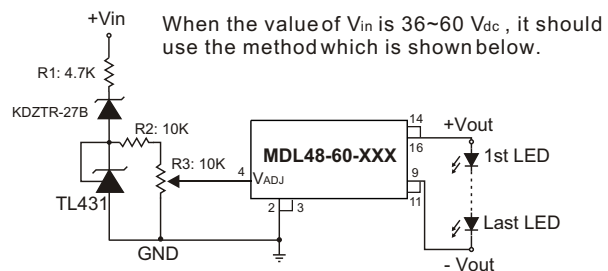 +Vin
When the value of Vin is 36~60 Vdc , it should
use the method which is shown below.
R1: 4.7K
KDZTR-27B
R2: 10K
R3: 10K
TL431
GND
4
VADJ
MDL48-60-XXX
2
3
14
16
9
11
+Vout
1st LED
Last LED
- Vout